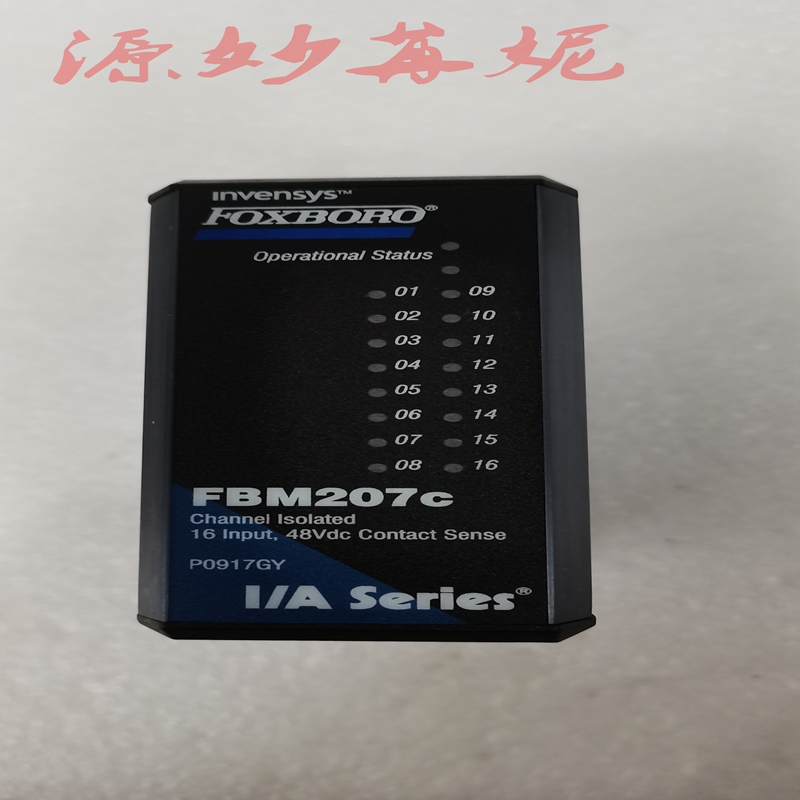 源妙苒妮
invensys™
FOXBORO®
Operational Status
01 09
02 10
03 11
04 12
05 13
06 14
07 15
08 16
FBM207c
Channel Isolated
16 Input, 48Vdc Contact Sense
P0917GY
I/A Series®